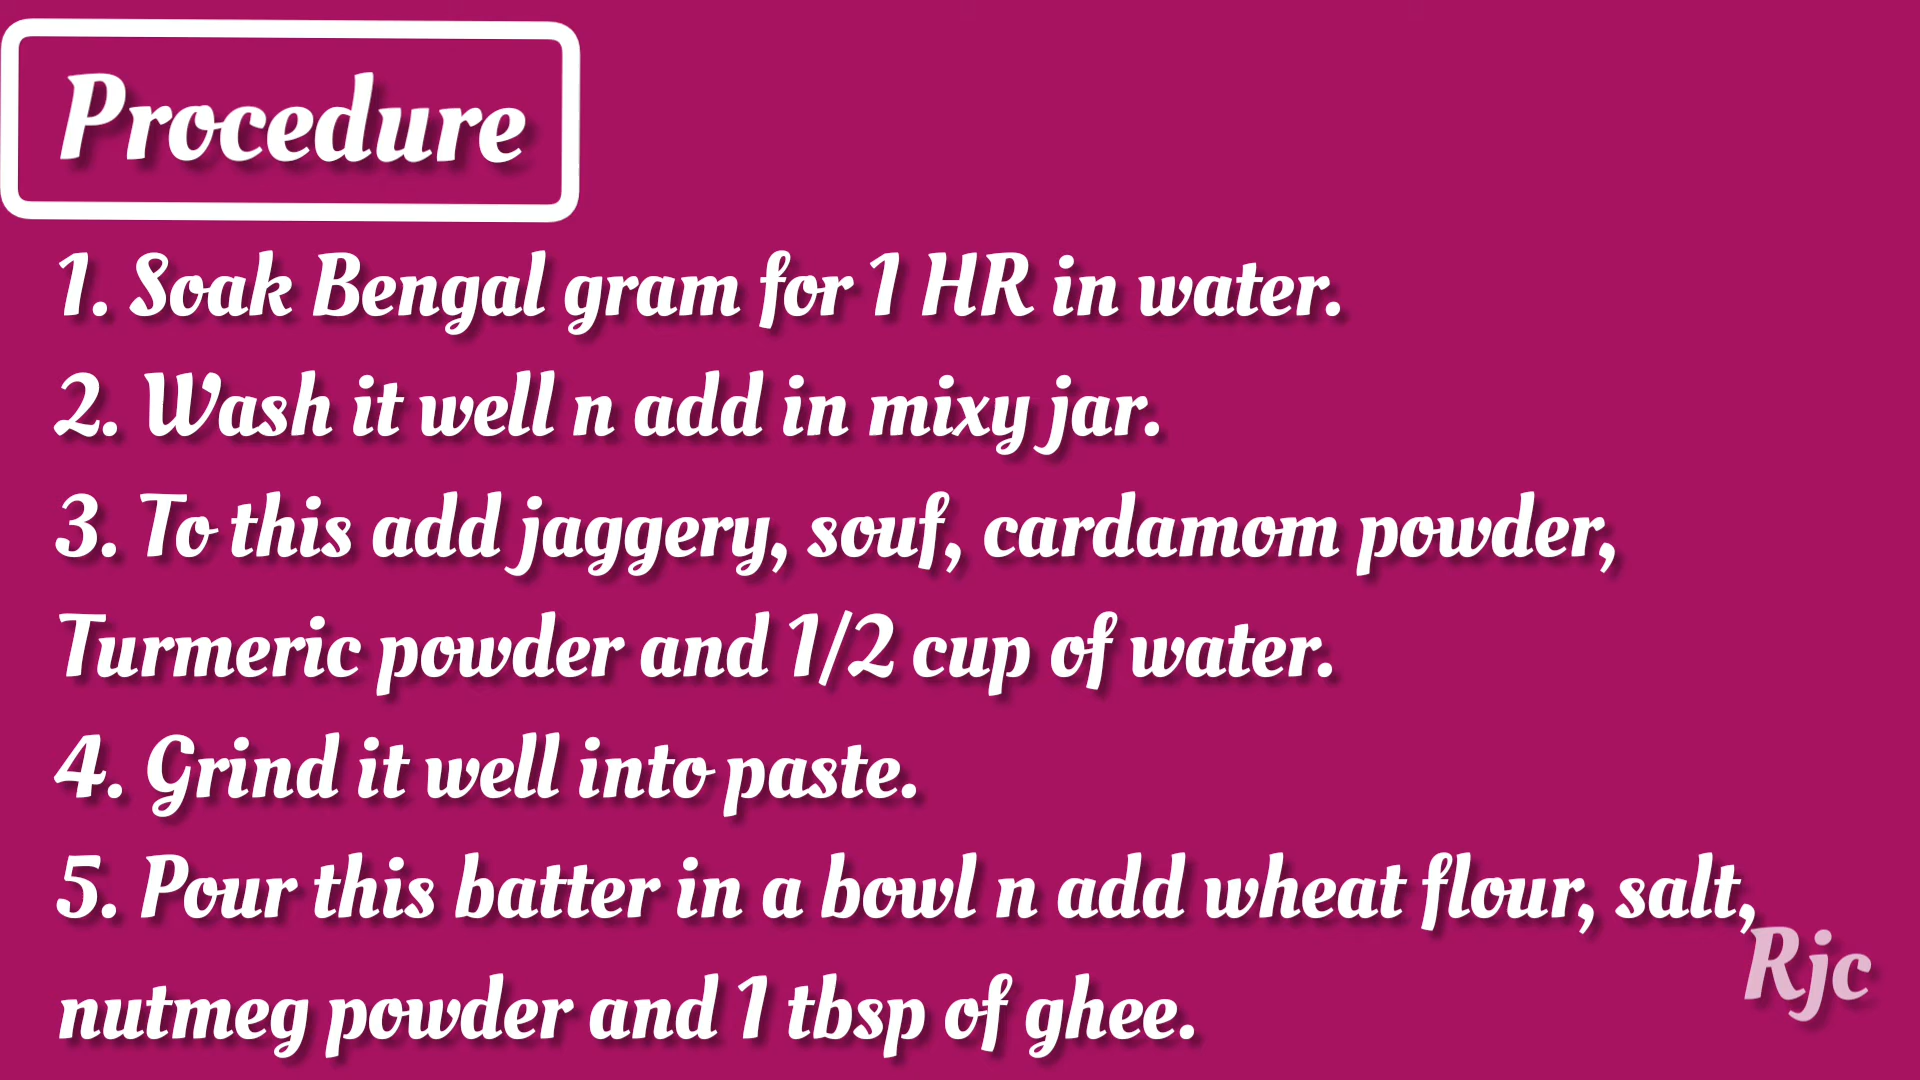 Procedure
1. Soak Bengal gram for 1 HR in water.
2. Wash it well n add in mixy jar.
3. To this add jaggery, souf, cardamom powder,
Turmeric powder and 1/2 cup of water.
4. Grind it well into paste.
5. Pour this batter in a bowl n add wheat flour, salt,
nutmeg powder and 1 tbsp of ghee.
Rjc